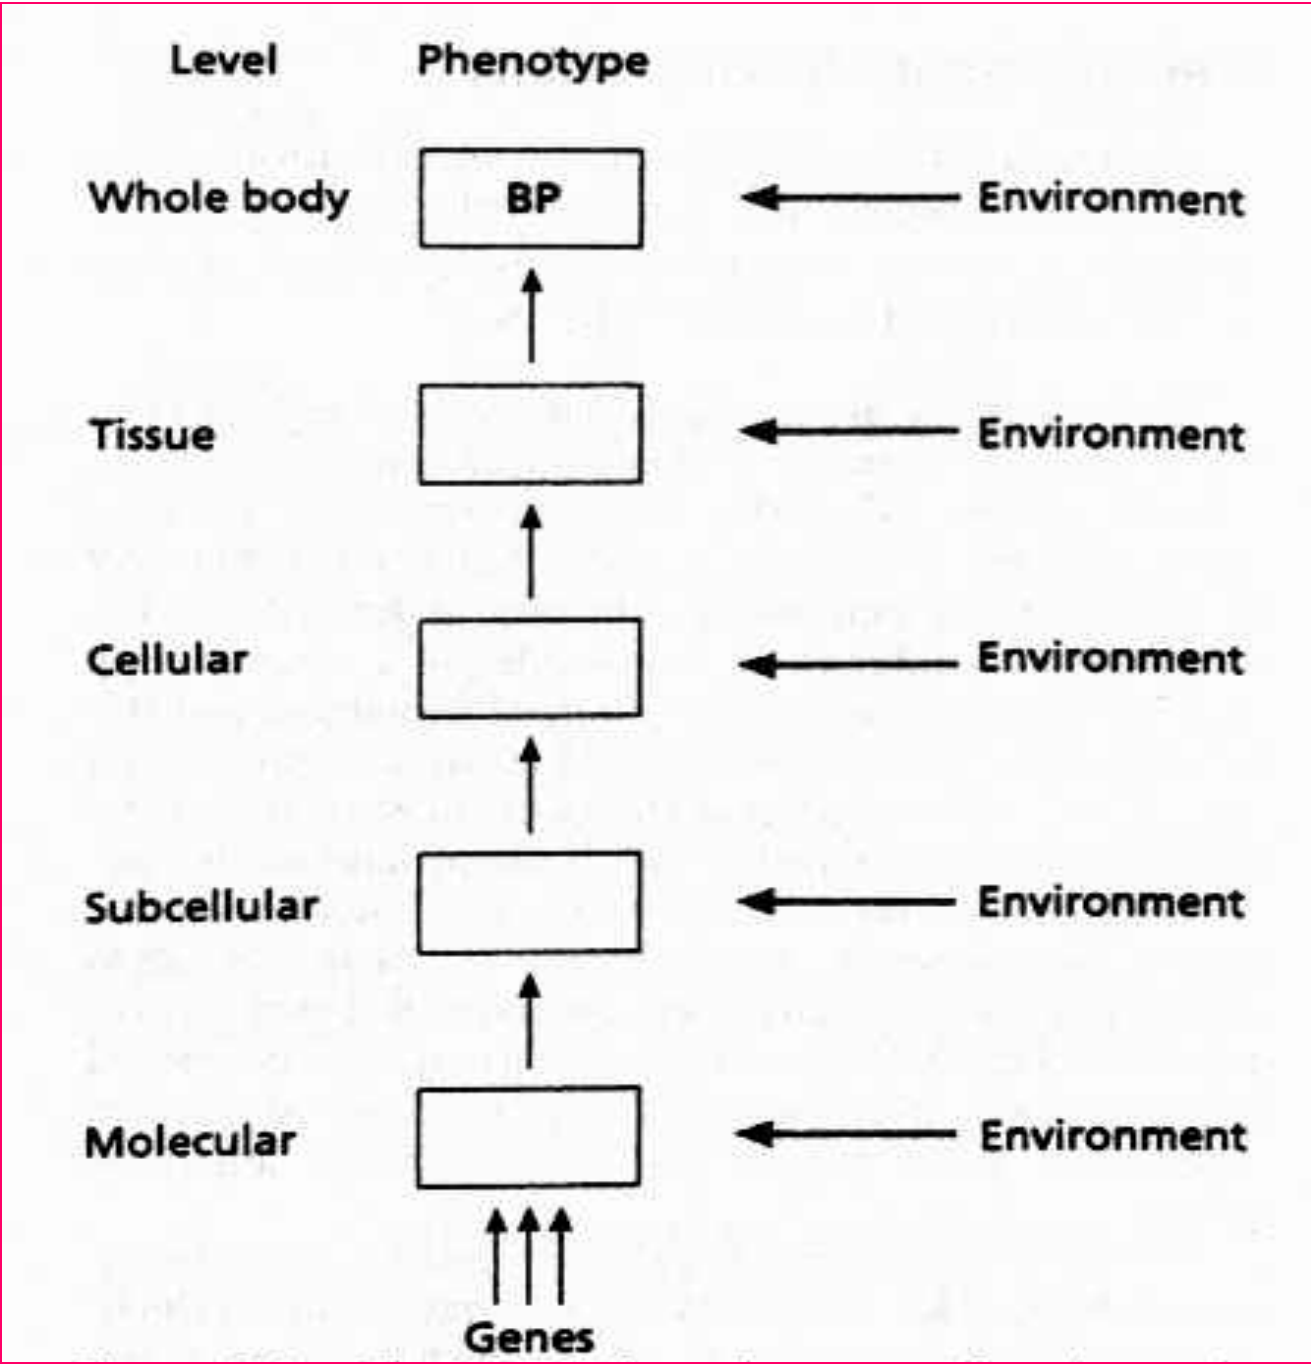 Level Phenotype
Whole body BP Environment
Tissue Environment
Cellular Environment
Subcellular Environment
Molecular Environment
Genes